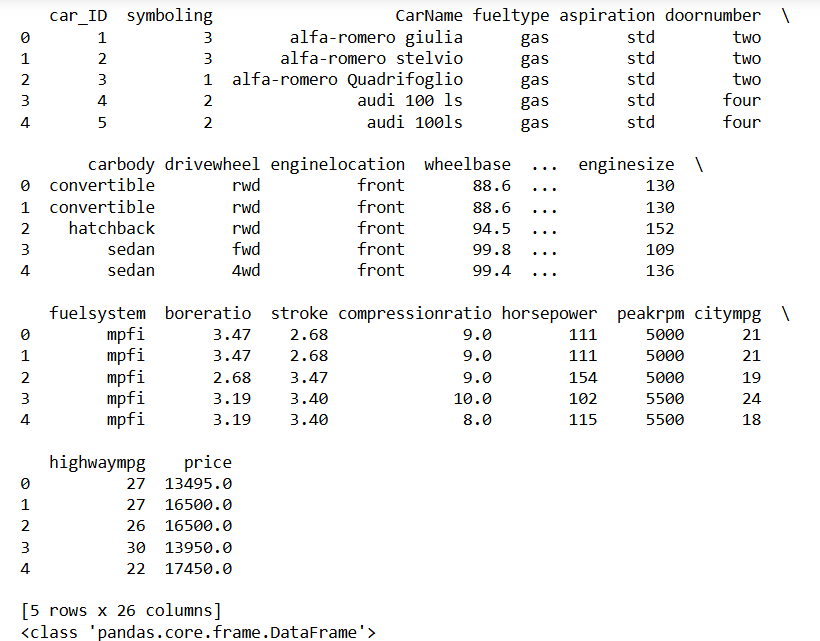 car_ID  symboling                   CarName fueltype aspiration doornumber  \
0       1          3        alfa-romero giulia      gas        std        two
1       2          3       alfa-romero stelvio      gas        std        two
2       3          1  alfa-romero Quadrifoglio      gas        std        two
3       4          2               audi 100 ls      gas        std       four
4       5          2                audi 100ls      gas        std       four
       carbody drivewheel enginelocation  wheelbase  ...  enginesize  \
0  convertible        rwd          front       88.6  ...         130
1  convertible        rwd          front       88.6  ...         130
2    hatchback        rwd          front       94.5  ...         152
3        sedan        fwd          front       99.8  ...         109
4        sedan        4wd          front       99.4  ...         136
   fuelsystem  boreratio  stroke compressionratio horsepower  peakrpm citympg  \
0        mpfi       3.47    2.68              9.0        111     5000      21
1        mpfi       3.47    2.68              9.0        111     5000      21
2        mpfi       2.68    3.47              9.0        154     5000      19
3        mpfi       3.19    3.40             10.0        102     5500      24
4        mpfi       3.19    3.40              8.0        115     5500      18
   highwaympg    price
0          27  13495.0
1          27  16500.0
2          26  16500.0
3          30  13950.0
4          22  17450.0
[5 rows x 26 columns]
<class 'pandas.core.frame.DataFrame'>